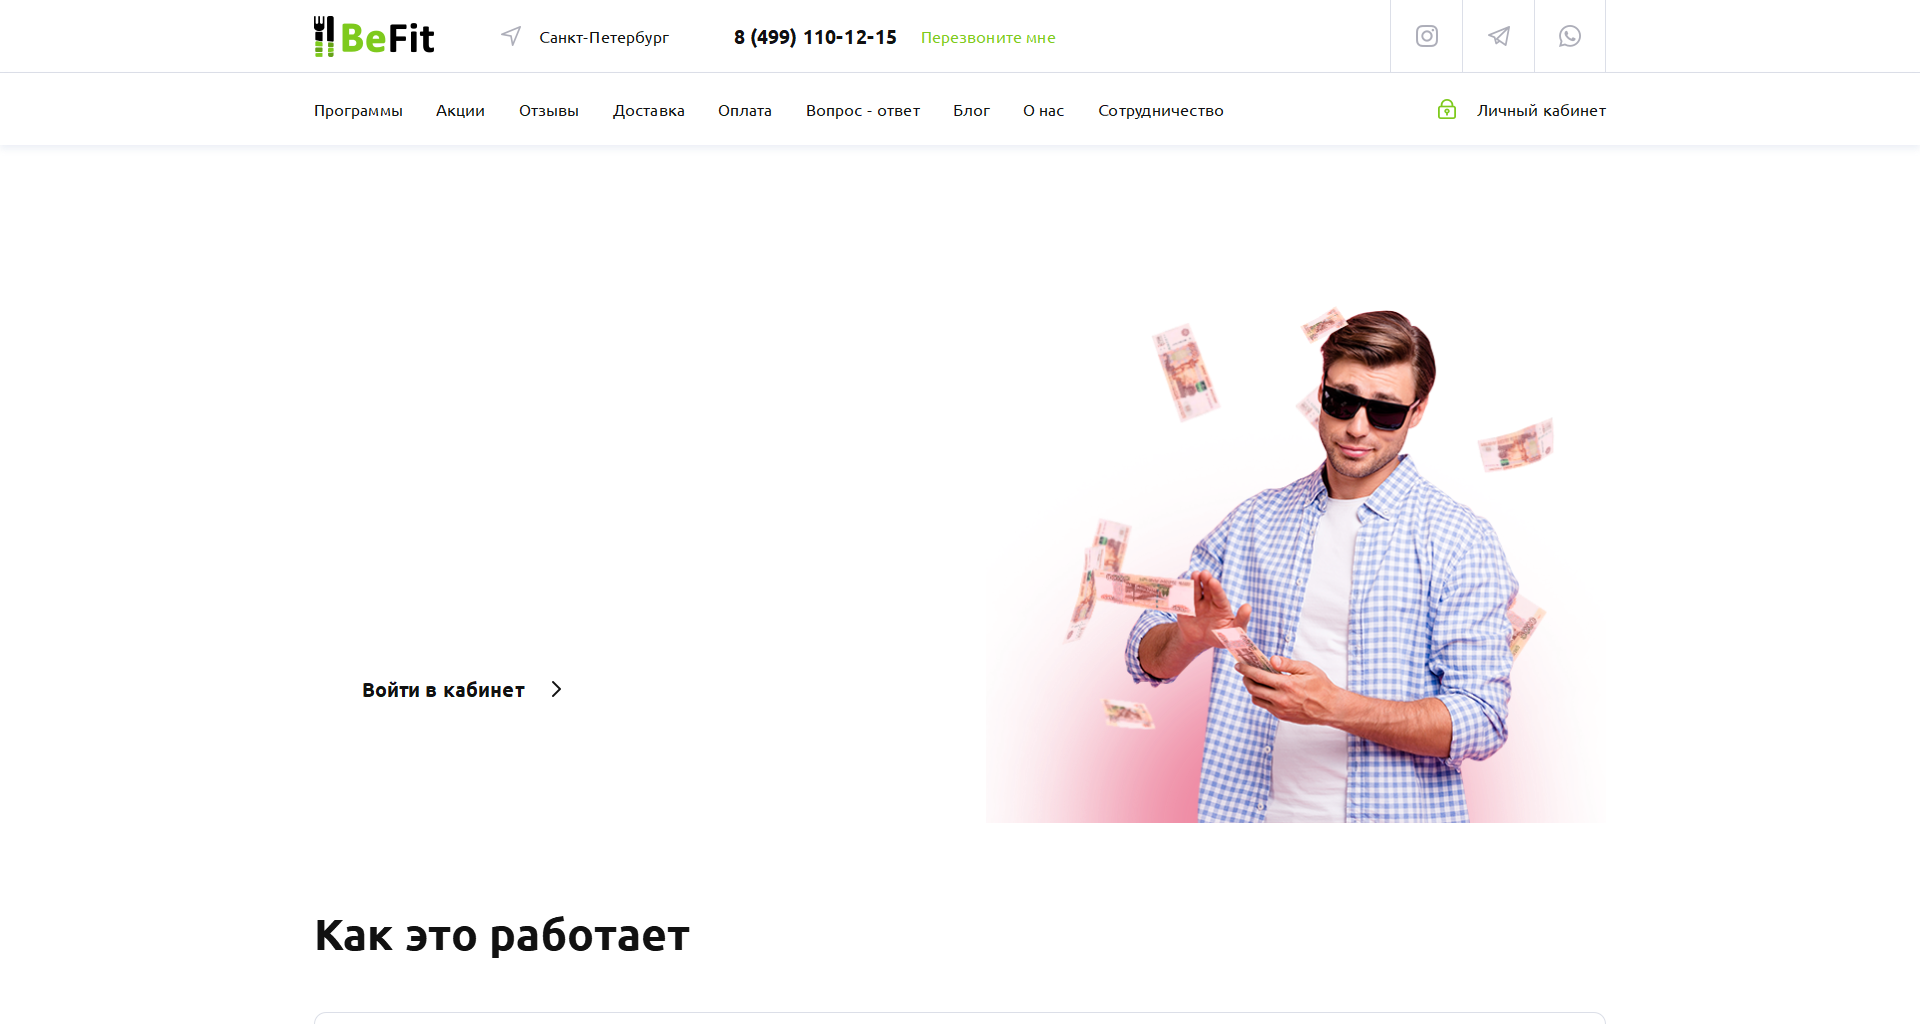 BeFit
Санкт-Петербург
8 (499) 110-12-15
Перезвоните мне
Программы
Акции
Отзывы
Доставка
Оплата
Вопрос - ответ
Блог
О нас
Сотрудничество
Личный кабинет
Войти в кабинет
Как это работает